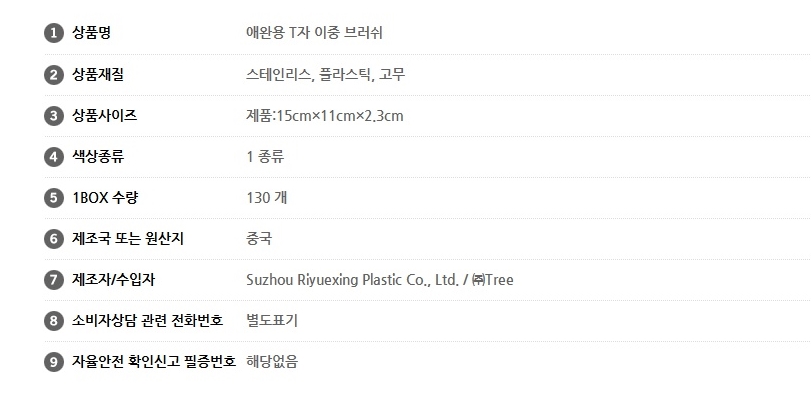 1 상품명 애완용 T자 이중 브러쉬
2 상품재질 스테인리스, 플라스틱, 고무
3 상품사이즈 제품:15cm×11cm×2.3cm
4 색상종류 1 종류
5 1BOX 수량 130 개
6 제조국 또는 원산지 중국
7 제조자/수입자 Suzhou Riyuexing Plastic Co., Ltd. / ㈜Tree
8 소비자상담 관련 전화번호 별도표기
9 자율안전 확인신고 필증번호 해당없음